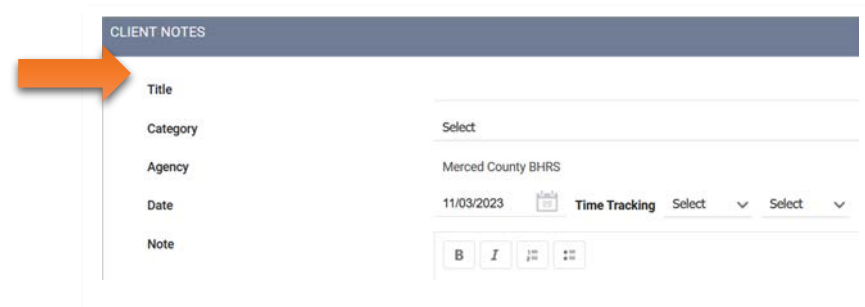 CLIENT NOTES
Title
Category Select
Agency Merced County BHRS
Date 11/03/2023 Time Tracking Select Select
Note B I